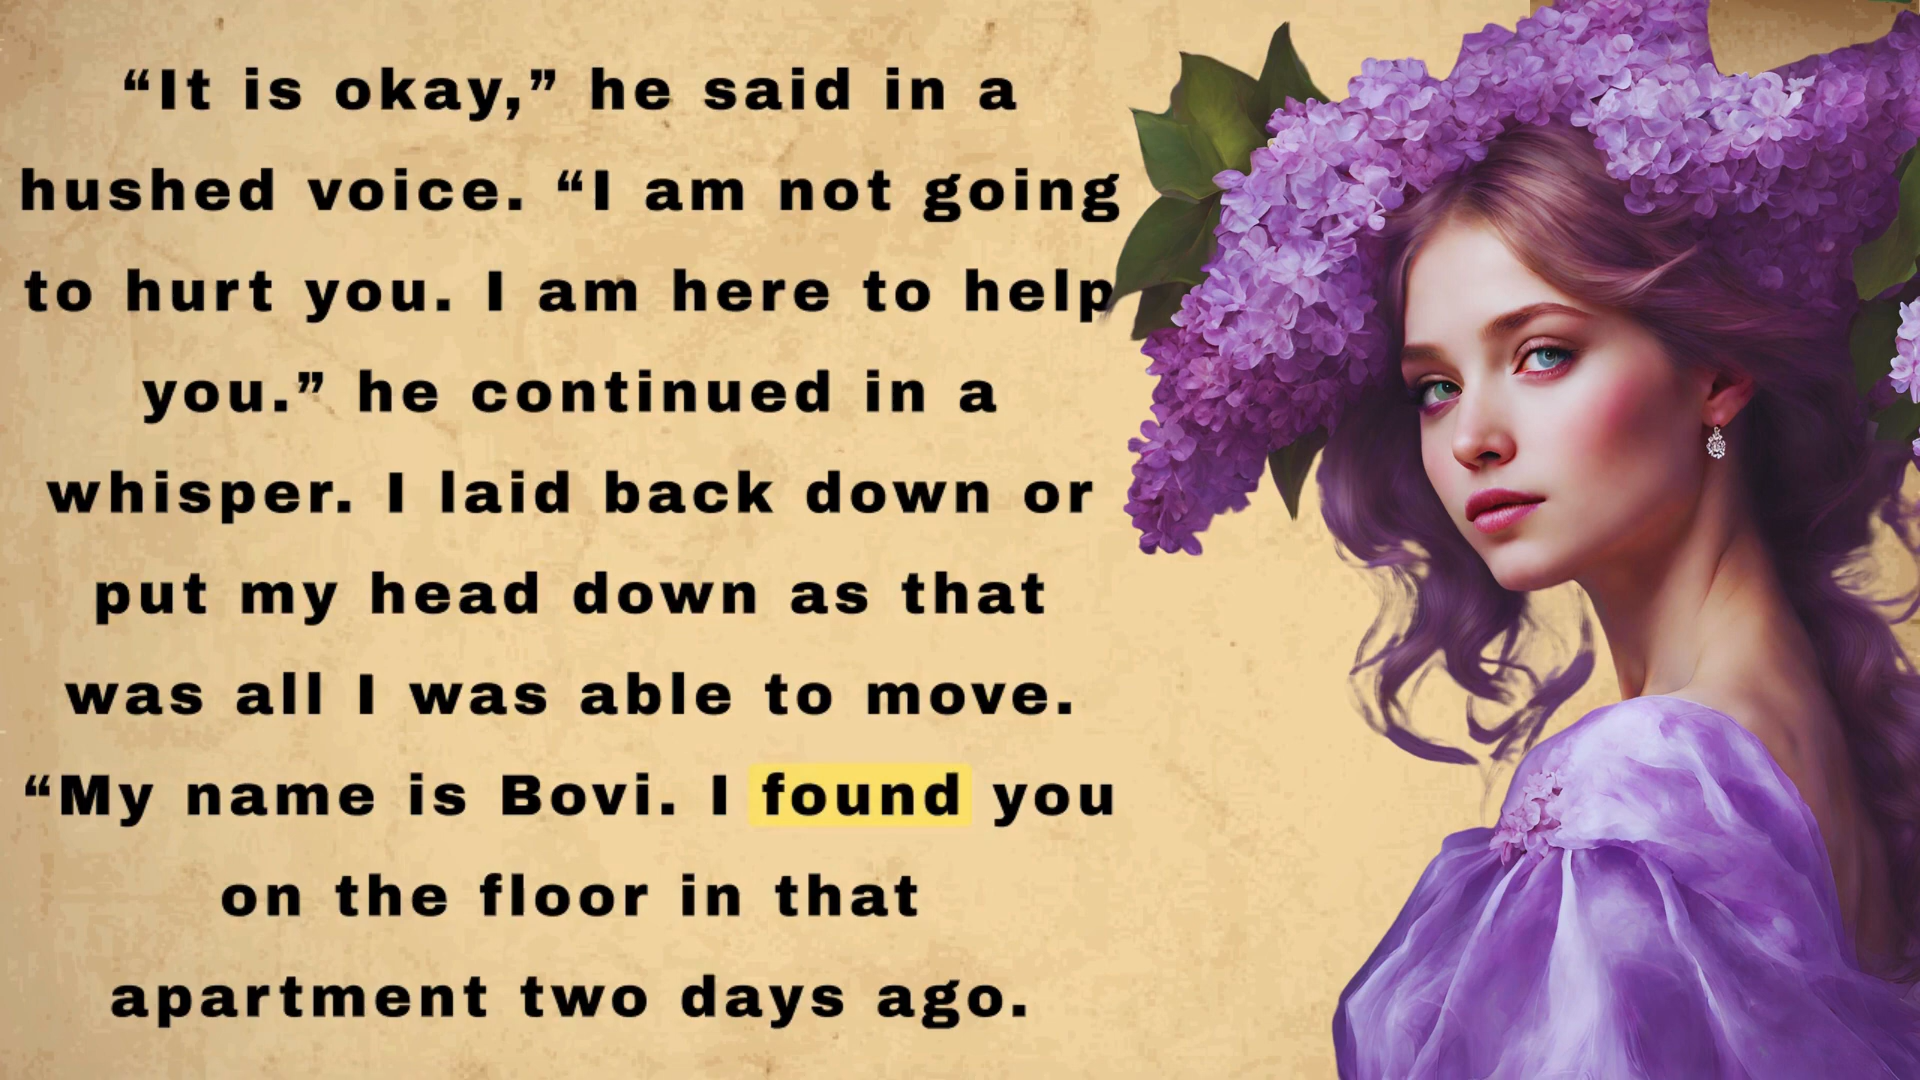 “It is okay,” he said in a
hushed voice. “I am not going
to hurt you. I am here to help
you.” he continued in a
whisper. I laid back down or
put my head down as that
was all I was able to move.
“My name is Bovi. I found you
on the floor in that
apartment two days ago.